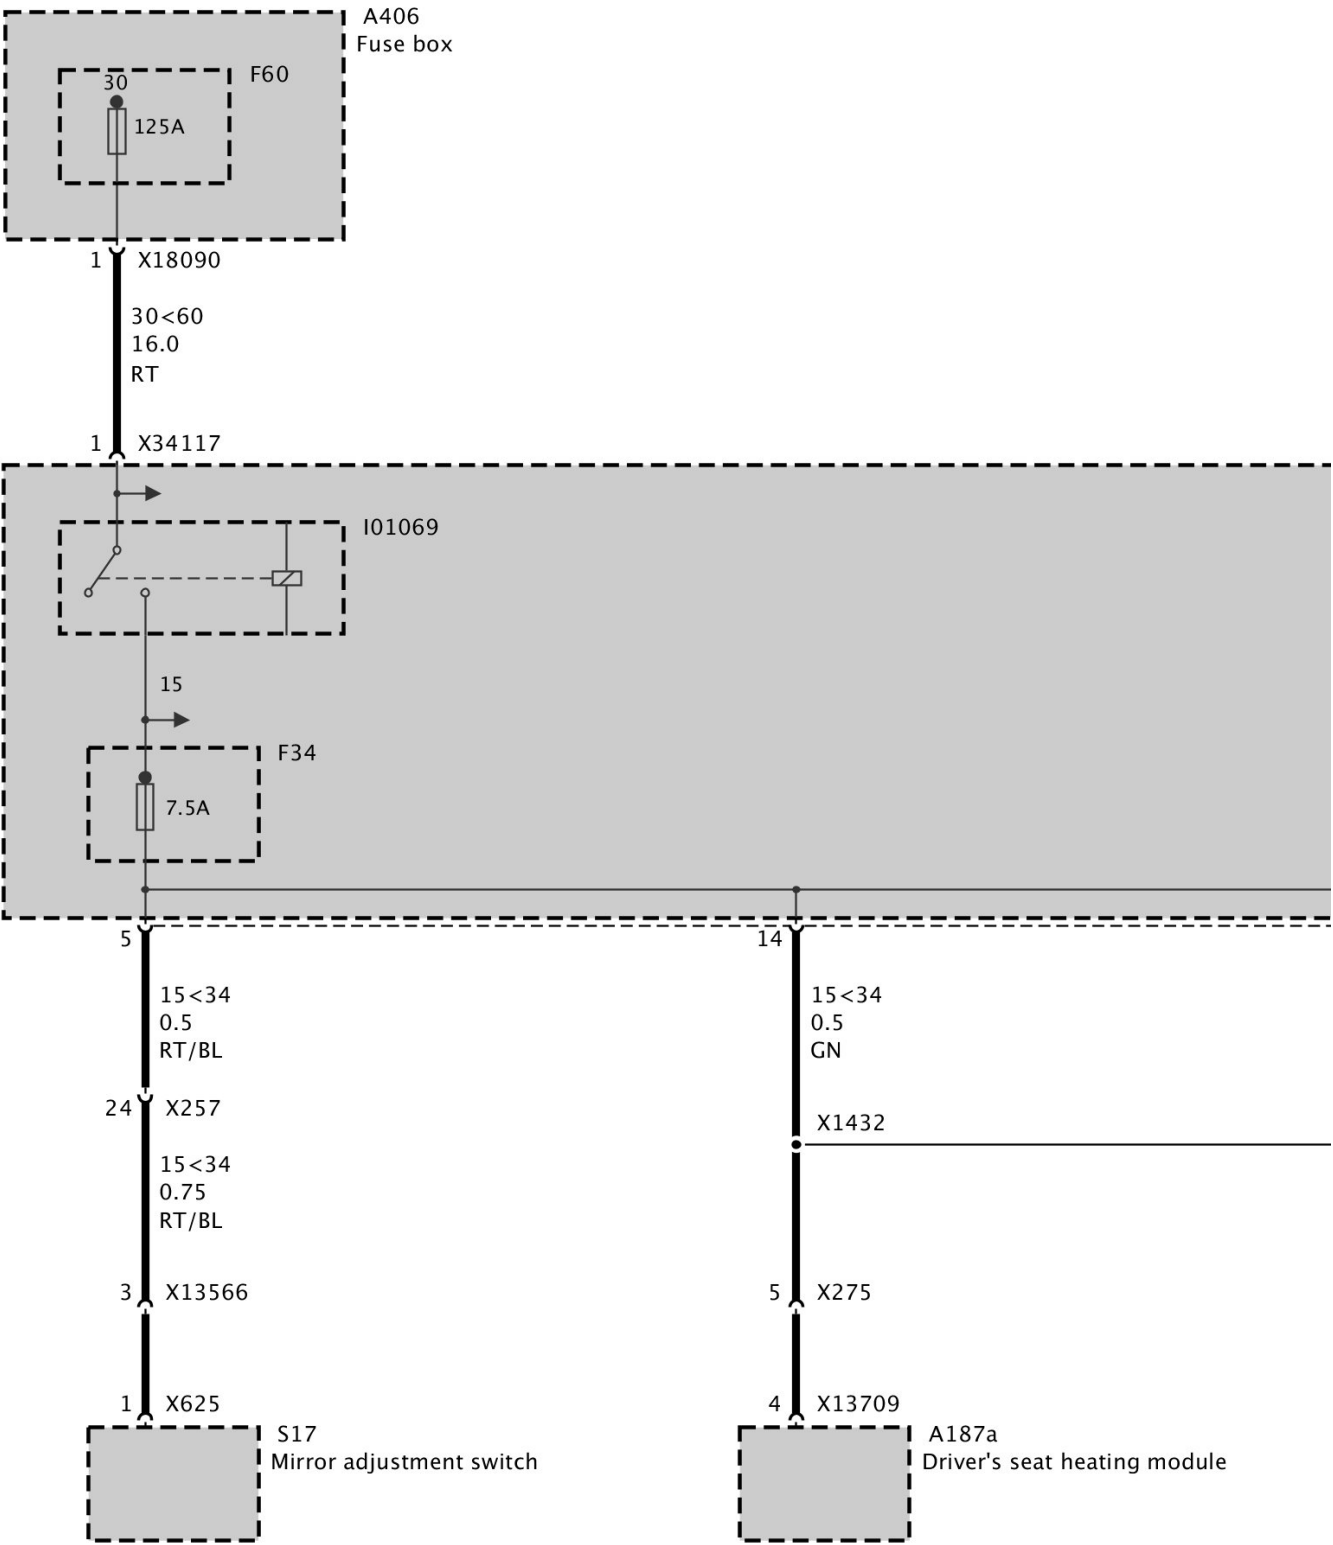 A406
Fuse box
F60
30
125A
1 X18090
30<60
16.0
RT
1 X34117
I01069
15
F34
7.5A
5
14
15<34
0.5
RT/BL
15<34
0.5
GN
24 X257
X1432
15<34
0.75
RT/BL
3 X13566
5 X275
1 X625
4 X13709
S17
Mirror adjustment switch
A187a
Driver's seat heating module